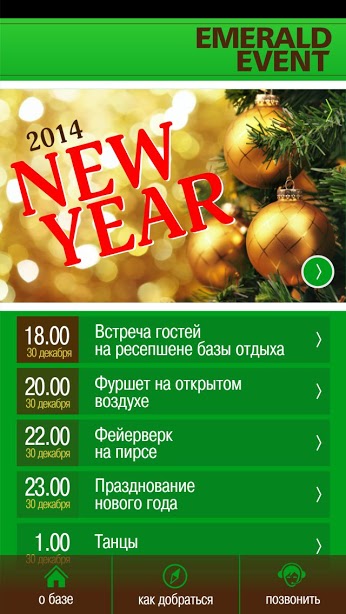 EMERALD
EVENT
2014
NEW
YEAR
18.00
30 декабря
Встреча гостей
на ресепшене базы отдыха
20.00
30 декабря
Фуршет на открытом
воздухе
22.00
30 декабря
Фейерверк
на пирсе
23.00
30 декабря
Празднование
нового года
1.00
30 декабря
Танцы
о базе
как добраться
позвонить